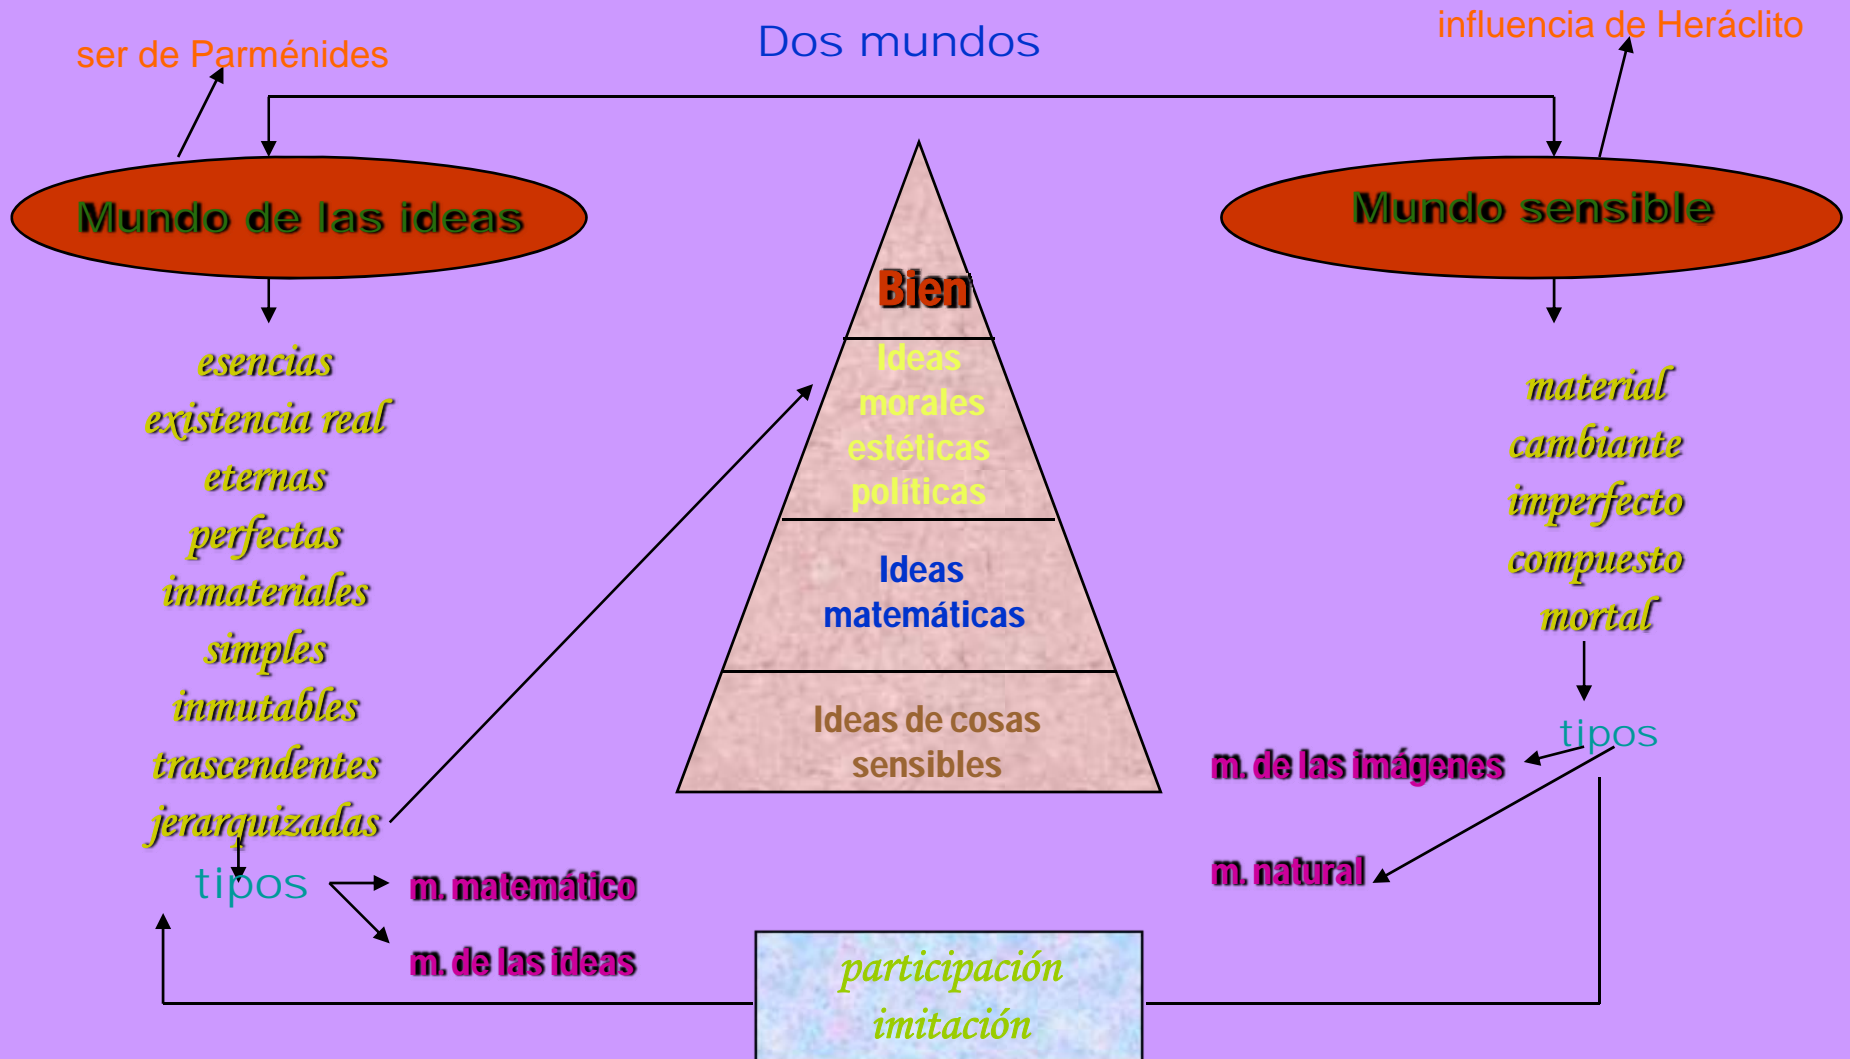 Dos mundos
ser de Parménides
influencia de Heráclito
Mundo de las ideas
Mundo sensible
esencias
existencia real
eternas
perfectas
inmateriales
simples
inmutables
trascendentes
jerarquizadas
tipos
m. matemático
m. de las ideas
Bien
Ideas
morales
estéticas
políticas
Ideas
matemáticas
Ideas de cosas
sensibles
material
cambiante
imperfecto
compuesto
mortal
tipos
m. de las imágenes
m. natural
participación
imitación